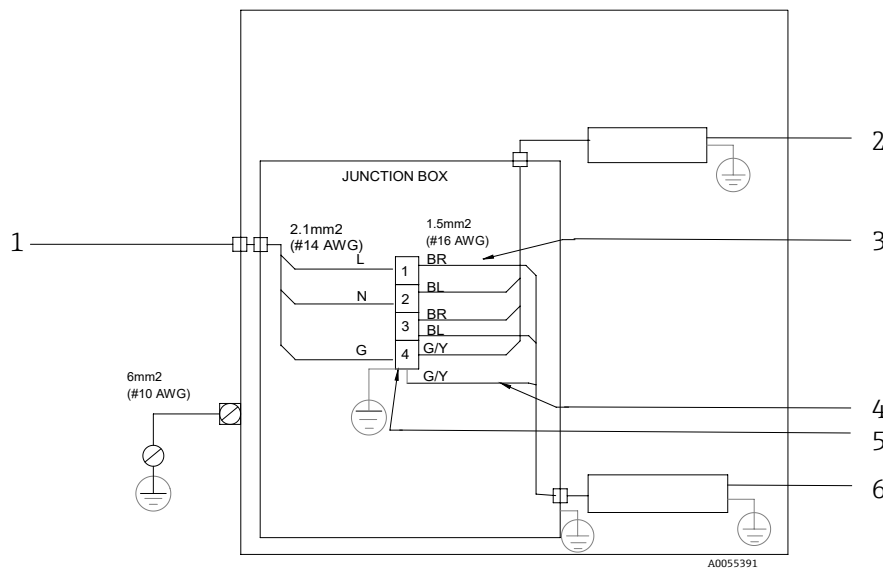 2
JUNCTION BOX
1
2.1mm2
(#14 AWG)
1.5mm2
(#16 AWG)
3
L
1
BR
N
2
BL
3
BR
BL
G
4
G/Y
G/Y
6mm2
(#10 AWG)
4
5
6
A0055391